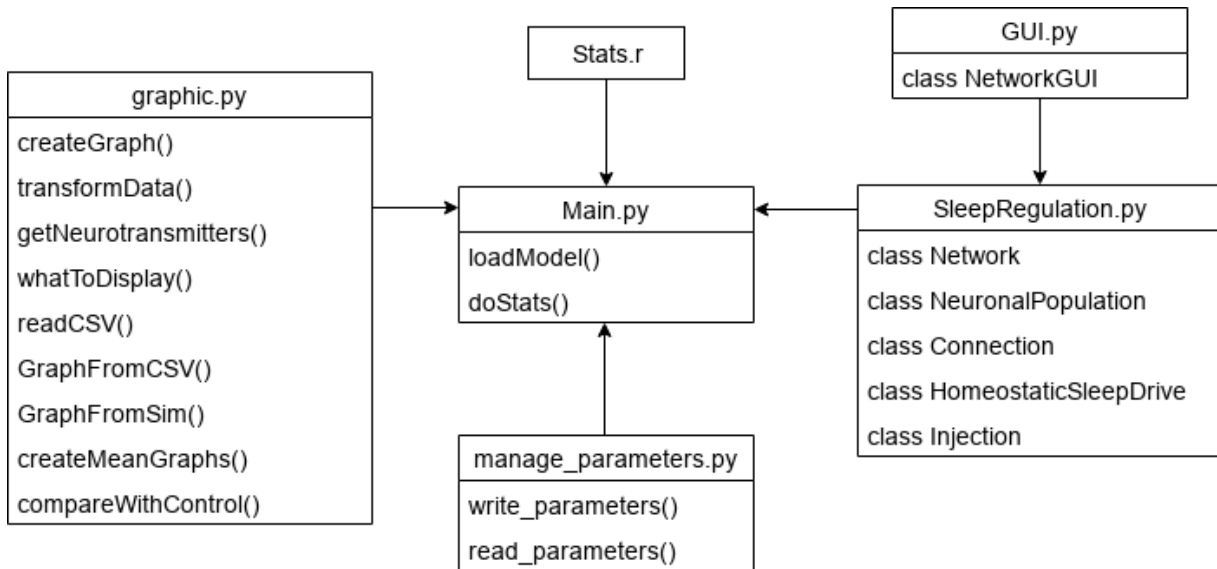 graphic.py
createGraph()
transformData()
getNeurotransmitters()
whatToDisplay()
readCSV()
GraphFromCSV()
GraphFromSim()
createMeanGraphs()
compareWithControl()
Stats.r
Main.py
loadModel()
doStats()
manage_parameters.py
write_parameters()
read_parameters()
GUI.py
class NetworkGUI
SleepRegulation.py
class Network
class NeuronalPopulation
class Connection
class HomeostaticSleepDrive
class Injection